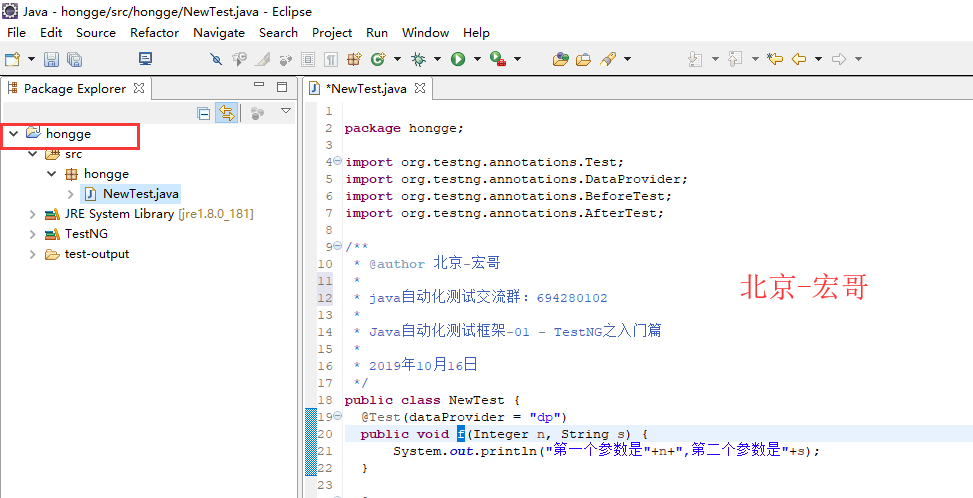 Java - hongge/src/hongge/NewTest.java - Eclipse
File Edit Source Refactor Navigate Search Project Run Window Help
Package Explorer
hongge
src
hongge
NewTest.java
JRE System Library [jre1.8.0_181]
TestNG
test-output
*NewTest.java
1
2 package hongge;
3
4 import org.testng.annotations.Test;
5 import org.testng.annotations.DataProvider;
6 import org.testng.annotations.BeforeTest;
7 import org.testng.annotations.AfterTest;
8
9 /**
10 * @author 北京-宏哥
11 *
12 * java自动化测试交流群：694280102
13 *
14 * Java自动化测试框架-01 - TestNG之入门篇
15 *
16 * 2019年10月16日
17 */
18 public class NewTest {
19 @Test(dataProvider = "dp")
20 public void f(Integer n, String s) {
21 System.out.println("第一个参数是"+n+",第二个参数是"+s);
22 }
23
北京-宏哥